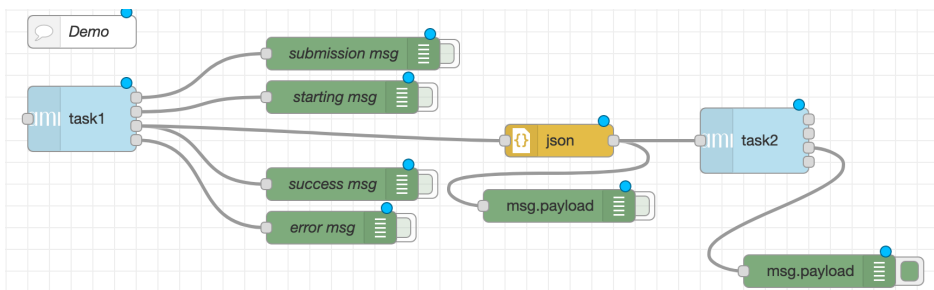 Demo
submission msg
starting msg
task1
json
task2
success msg
msg.payload
error msg
msg.payload